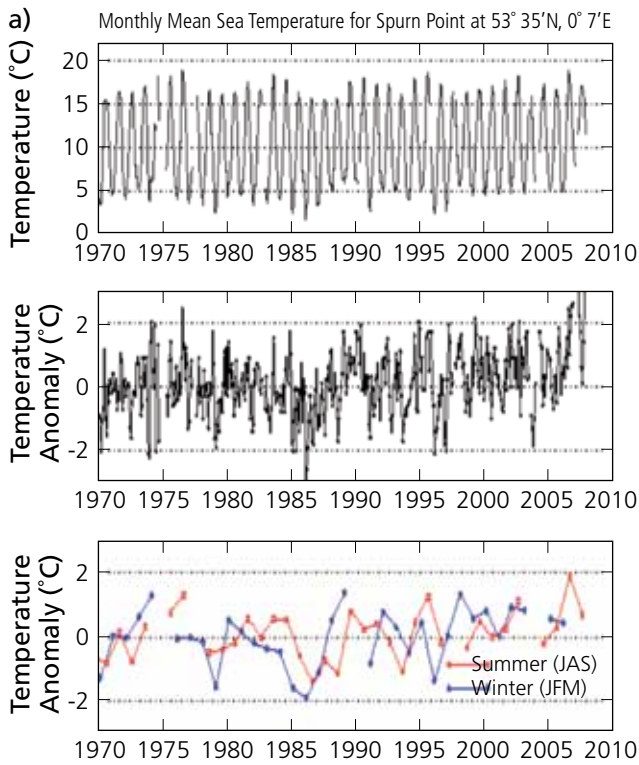 a)
Monthly Mean Sea Temperature for Spurn Point at 53° 35'N, 0° 7'E
Temperature (°C)
20
15
10
5
0
1970 1975 1980 1985 1990 1995 2000 2005 2010
Temperature
Anomaly (°C)
2
0
-2
1970 1975 1980 1985 1990 1995 2000 2005 2010
Temperature
Anomaly (°C)
2
0
-2
Summer (JAS)
Winter (JFM)
1970 1975 1980 1985 1990 1995 2000 2005 2010